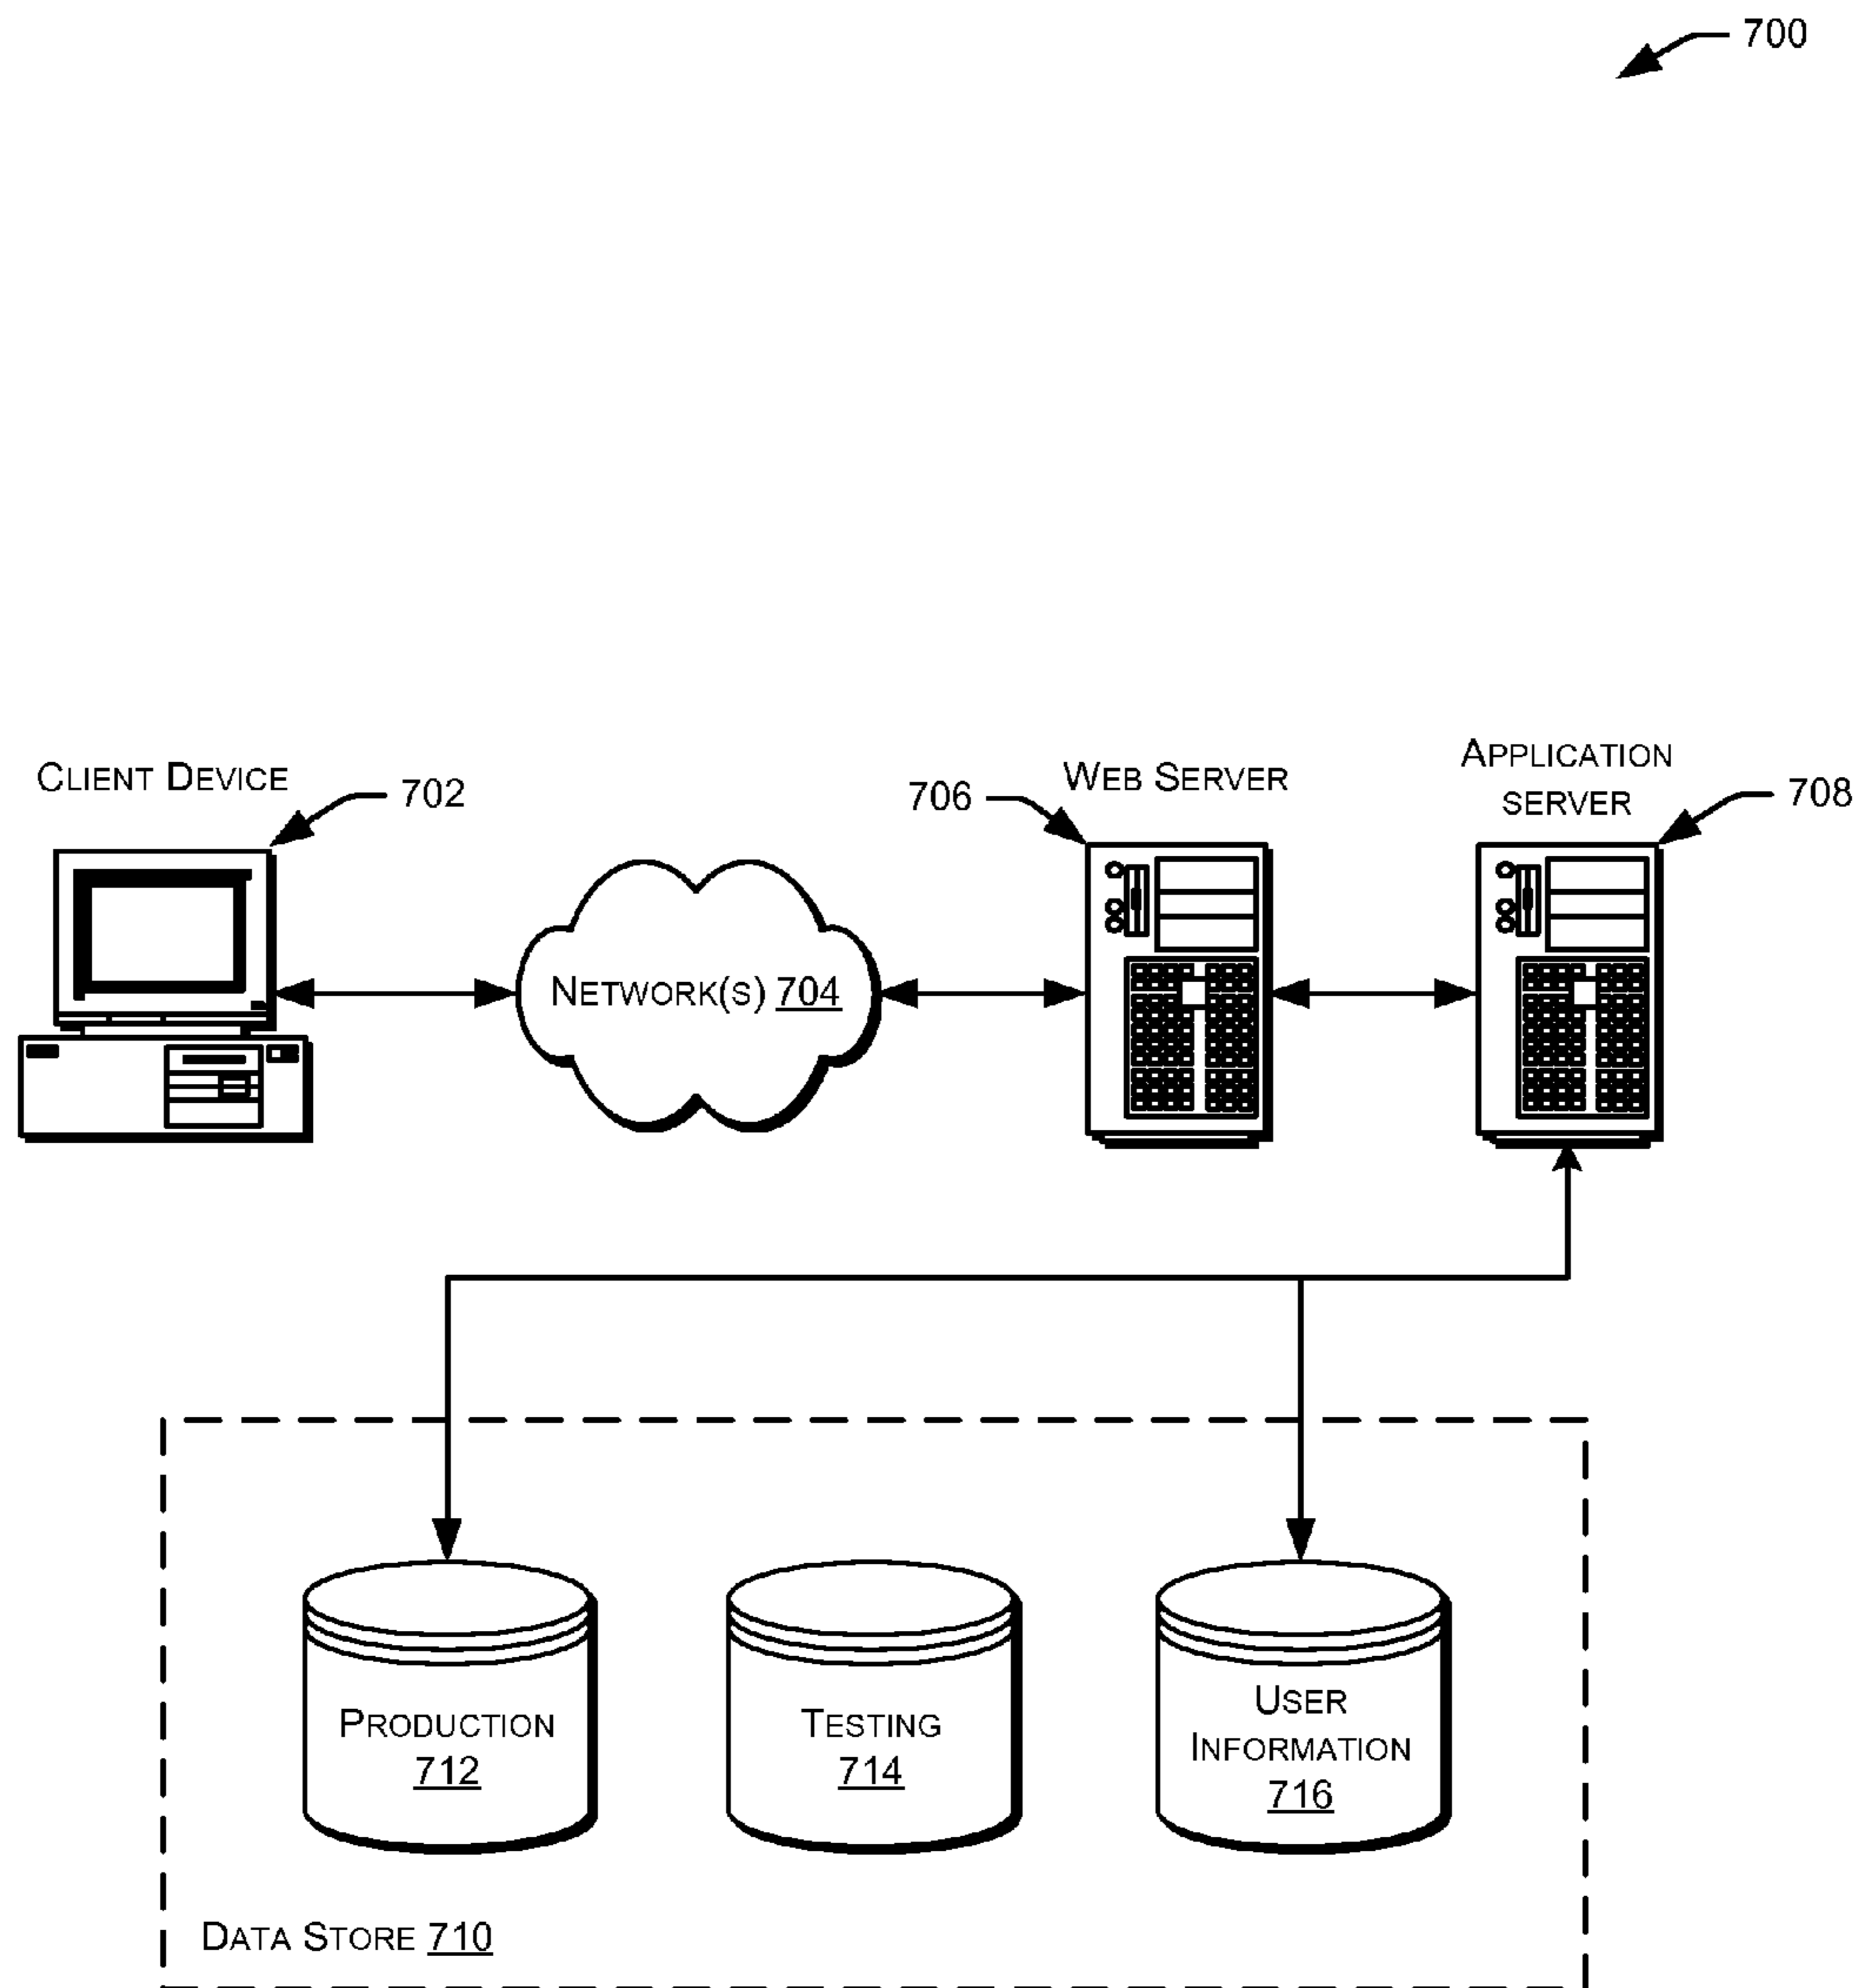 700
CLIENT DEVICE
702
706
WEB SERVER
APPLICATION
SERVER
708
NETWORK(S) 704
PRODUCTION
712
TESTING
714
USER
INFORMATION
716
DATA STORE 710